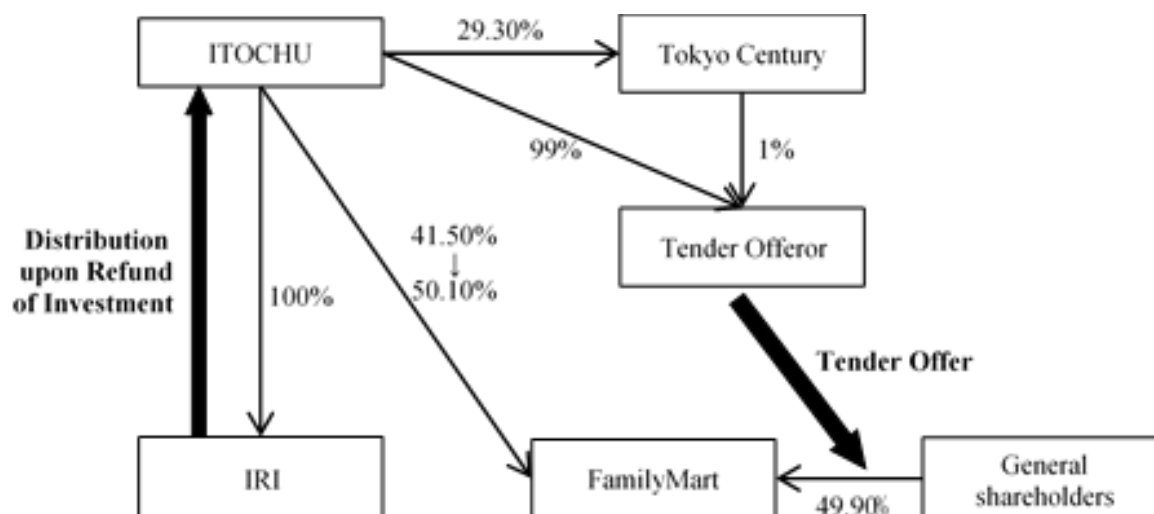 29.30%
ITOCHU
Tokyo Century
99%
1%
Distribution
upon Refund
of Investment
41.50%
↓
50.10%
Tender Offeror
100%
Tender Offer
IRI
FamilyMart
General
shareholders
49.90%